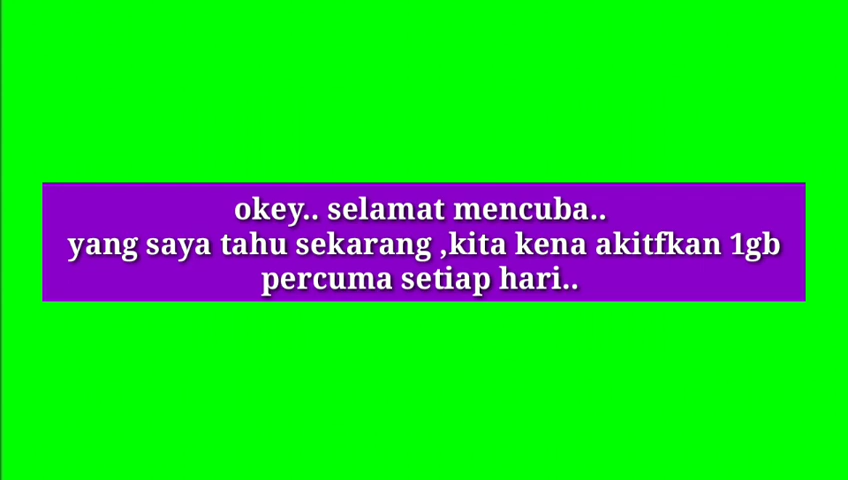 okey.. selamat mencuba..
yang saya tahu sekarang ,kita kena akitfkan 1gb
percuma setiap hari..